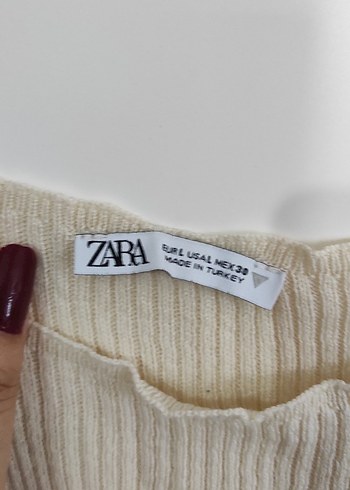 ZARA
EUR L USA L MEX 30
MADE IN TURKEY